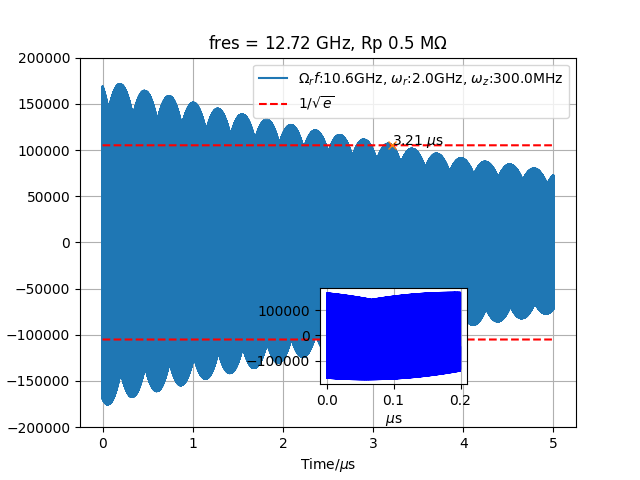 fres = 12.72 GHz, Rp 0.5 MΩ
200000
150000
100000
50000
0
−50000
−100000
−150000
−200000
Ω_rf:10.6GHz, ω_r:2.0GHz, ω_z:300.0MHz
1/√e
3.21 μs
100000
0
−100000
0.0 0.1 0.2
μs
0 1 2 3 4 5
Time/μs